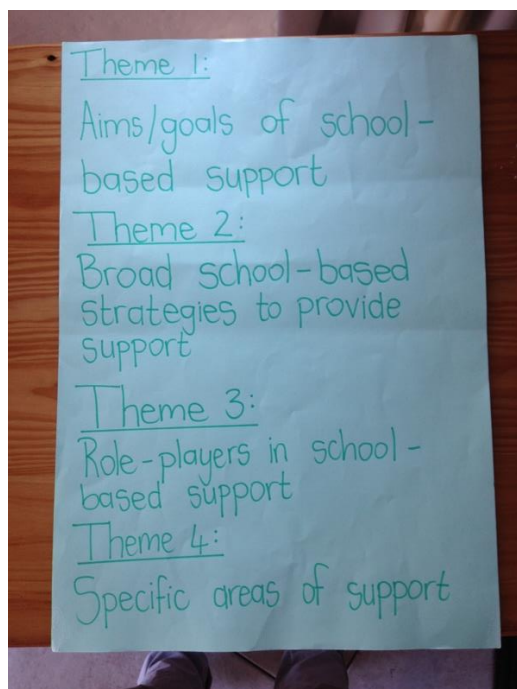 Theme 1:
Aims/goals of school-
based support
Theme 2:
Broad school-based
strategies to provide
support
Theme 3:
Role-players in school-
based support
Theme 4:
Specific areas of support